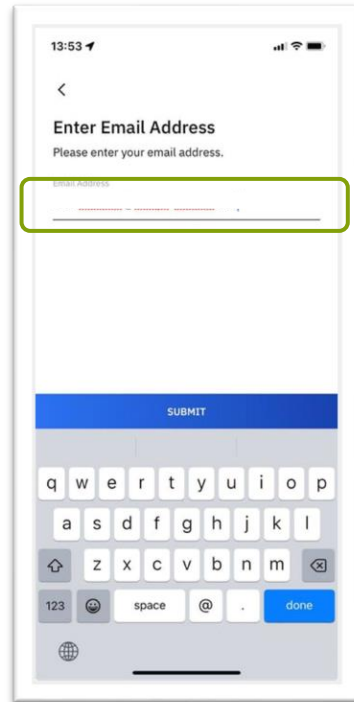 13:53
Enter Email Address
Please enter your email address.
Email Address
SUBMIT
q w e r t y u i o p
a s d f g h j k l
z x c v b n m
123 space @ . done